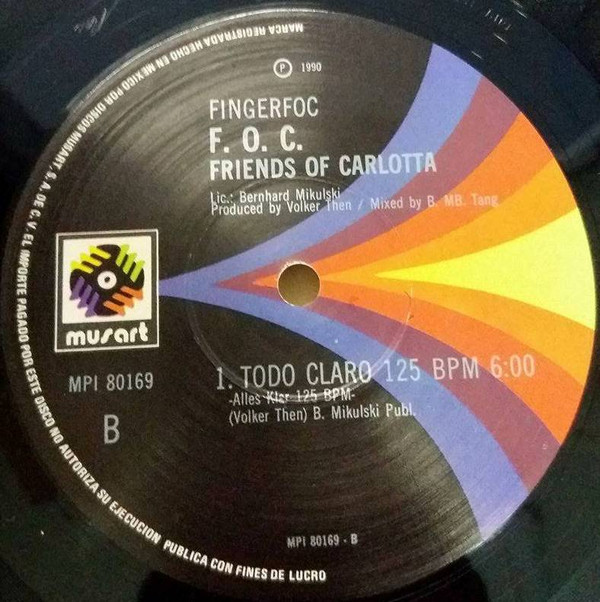 ℗ 1990
FINGERFOC
F. O. C.
FRIENDS OF CARLOTTA
Lic.: Bernhard Mikulski
Produced by Volker Then / Mixed by B. MB. Tang
musart
MPI 80169
B
1. TODO CLARO 125 BPM 6:00
-Alles Klar 125 BPM-
(Volker Then) B. Mikulski Publ.
MPI 80169 - B
MARCA REGISTRADA HECHO EN MEXICO POR DISCOS MUSART, S.A. DE C.V. EL IMPORTE PAGADO POR ESTE DISCO NO AUTORIZA SU EJECUCION PUBLICA CON FINES DE LUCRO